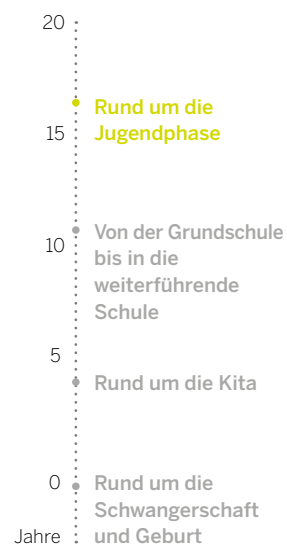 20
Rund um die
15 Jugendphase
10 Von der Grundschule
bis in die
weiterführende
Schule
5
Rund um die Kita
0 Rund um die
Schwangerschaft
Jahre und Geburt